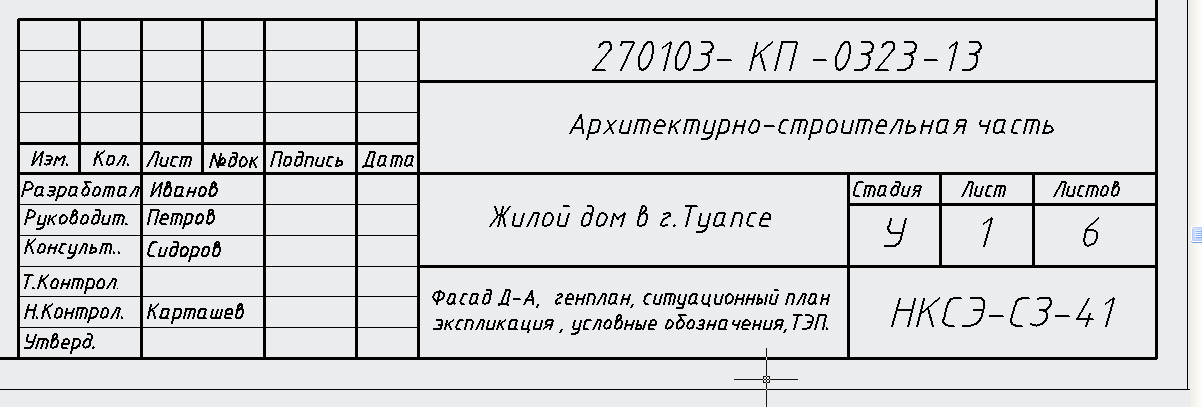 270103- КП -0323-13
Архитектурно-строительная часть
Изм. Кол. Лист №док Подпись Дата
Разработал Иванов
Руководит. Петров
Консульт.. Сидоров
Т.Контрол
Н.Контрол. Карташев
Утверд.
Жилой дом в г.Туапсе
Стадия Лист Листов
У 1 6
Фасад Д-А, генплан, ситуационный план
экспликация , условные обозначения,ТЭП.
НКСЭ-СЗ-41